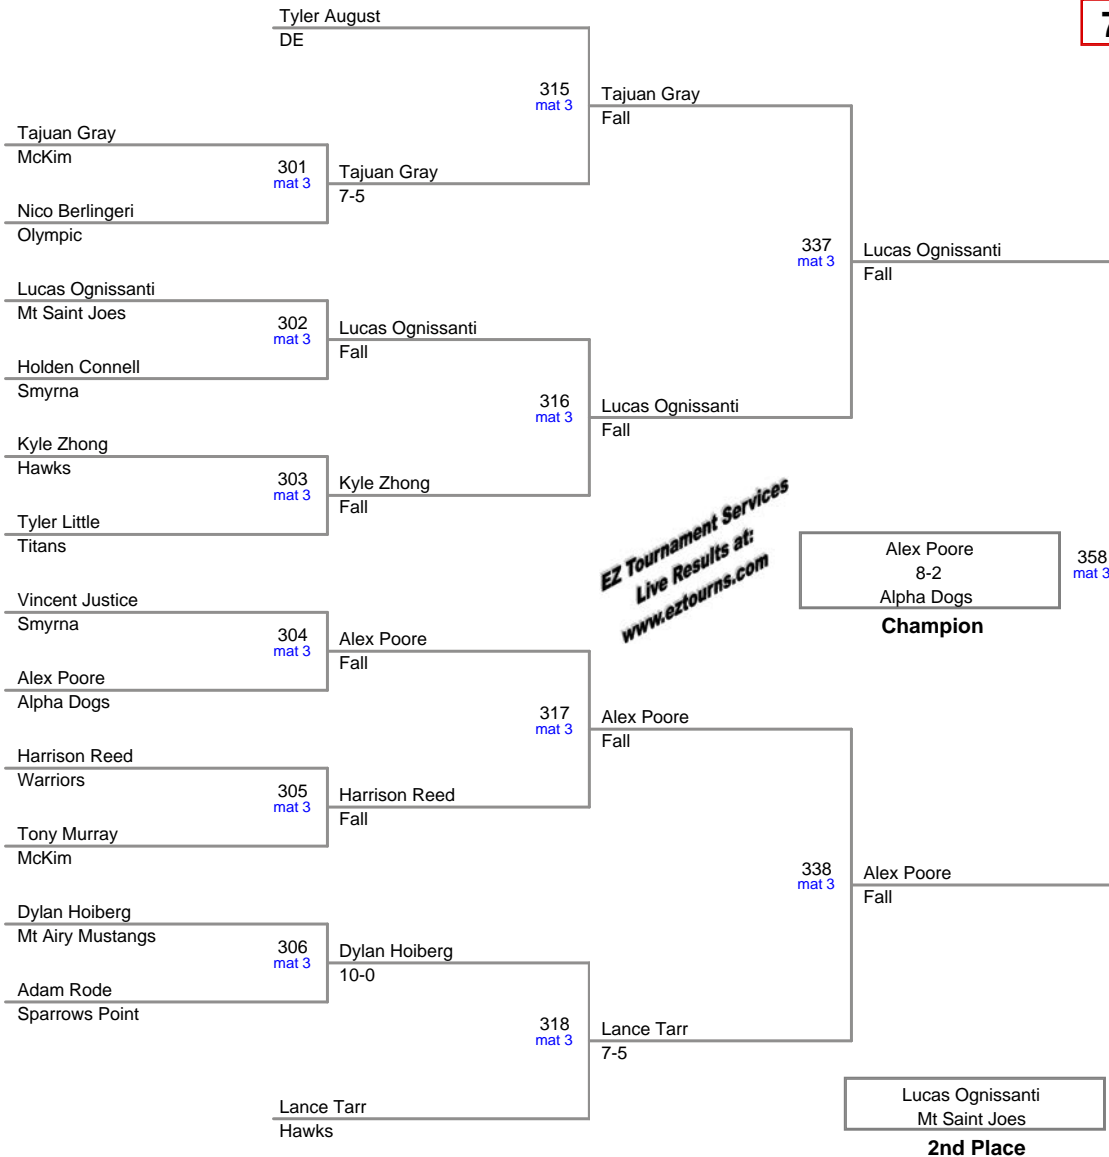 Tyler August
DE
7
315
mat 3
Tajuan Gray
Fall
Tajuan Gray
McKim
301
mat 3
Tajuan Gray
7-5
Nico Berlingeri
Olympic
337
mat 3
Lucas Ognissanti
Fall
Lucas Ognissanti
Mt Saint Joes
302
mat 3
Lucas Ognissanti
Fall
Holden Connell
Smyrna
316
mat 3
Lucas Ognissanti
Fall
Kyle Zhong
Hawks
303
mat 3
Kyle Zhong
Fall
Tyler Little
Titans
EZ Tournament Services
Live Results at:
www.eztourns.com
Alex Poore
8-2
Alpha Dogs
358
mat 3
Champion
Vincent Justice
Smyrna
304
mat 3
Alex Poore
Fall
Alex Poore
Alpha Dogs
317
mat 3
Alex Poore
Fall
Harrison Reed
Warriors
305
mat 3
Harrison Reed
Fall
Tony Murray
McKim
338
mat 3
Alex Poore
Fall
Dylan Hoiberg
Mt Airy Mustangs
306
mat 3
Dylan Hoiberg
10-0
Adam Rode
Sparrows Point
318
mat 3
Lance Tarr
7-5
Lance Tarr
Hawks
Lucas Ognissanti
Mt Saint Joes
2nd Place